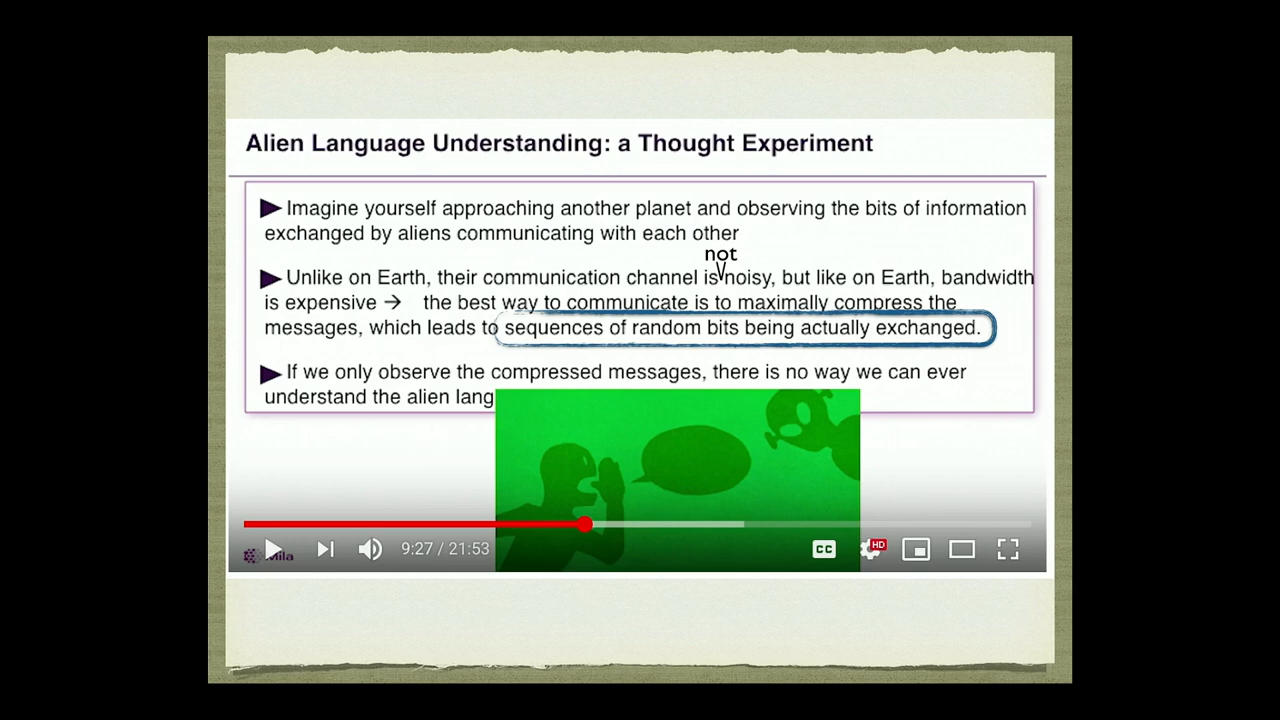 Alien Language Understanding: a Thought Experiment
Imagine yourself approaching another planet and observing the bits of information
exchanged by aliens communicating with each other
not
Unlike on Earth, their communication channel is noisy, but like on Earth, bandwidth
is expensive → the best way to communicate is to maximally compress the
messages, which leads to sequences of random bits being actually exchanged.
If we only observe the compressed messages, there is no way we can ever
understand the alien lang
Mila
9:27 / 21:53
CC
HD